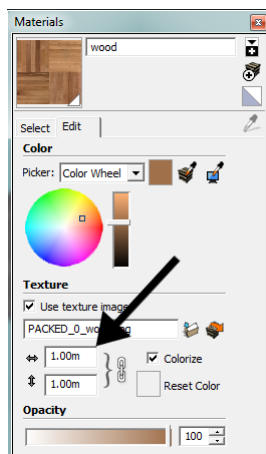 Materials
wood
Select Edit
Color
Picker: Color Wheel
Texture
Use texture image
1.00m
Colorize
1.00m
Reset Color
Opacity
100